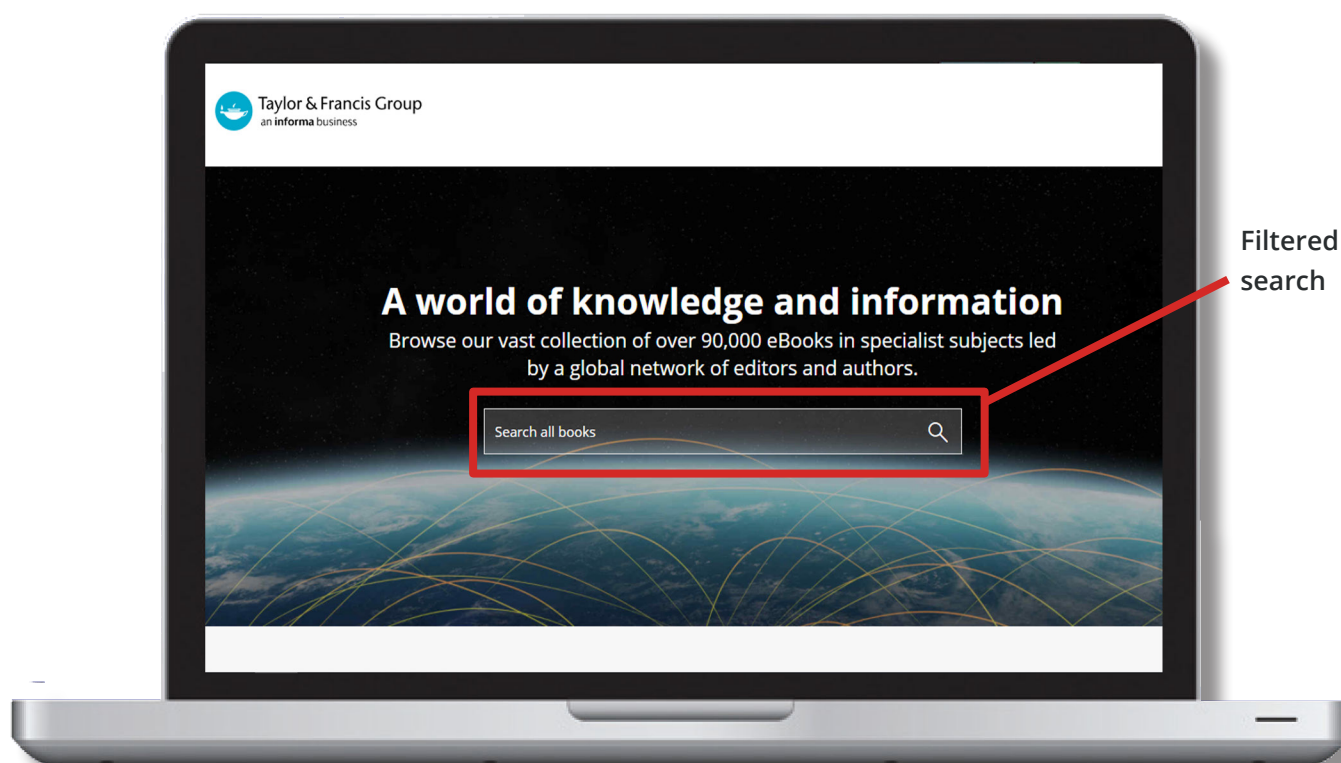 Taylor & Francis Group
an informa business
A world of knowledge and information
Browse our vast collection of over 90,000 eBooks in specialist subjects led
by a global network of editors and authors.
Search all books
Filtered
search